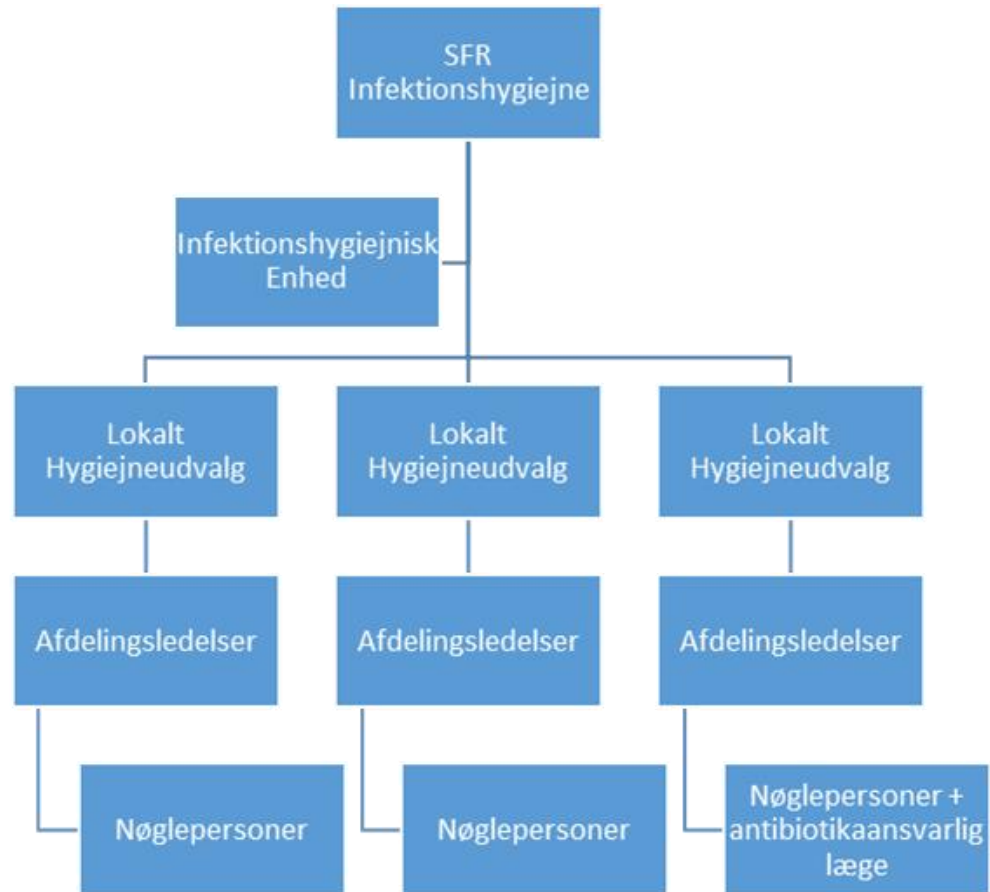 SFR
Infektionshygiejne
Infektionshygiejnisk
Enhed
Lokalt
Hygiejneudvalg
Lokalt
Hygiejneudvalg
Lokalt
Hygiejneudvalg
Afdelingsledelser
Afdelingsledelser
Afdelingsledelser
Nøglepersoner
Nøglepersoner
Nøglepersoner +
antibiotikaansvarlig
læge